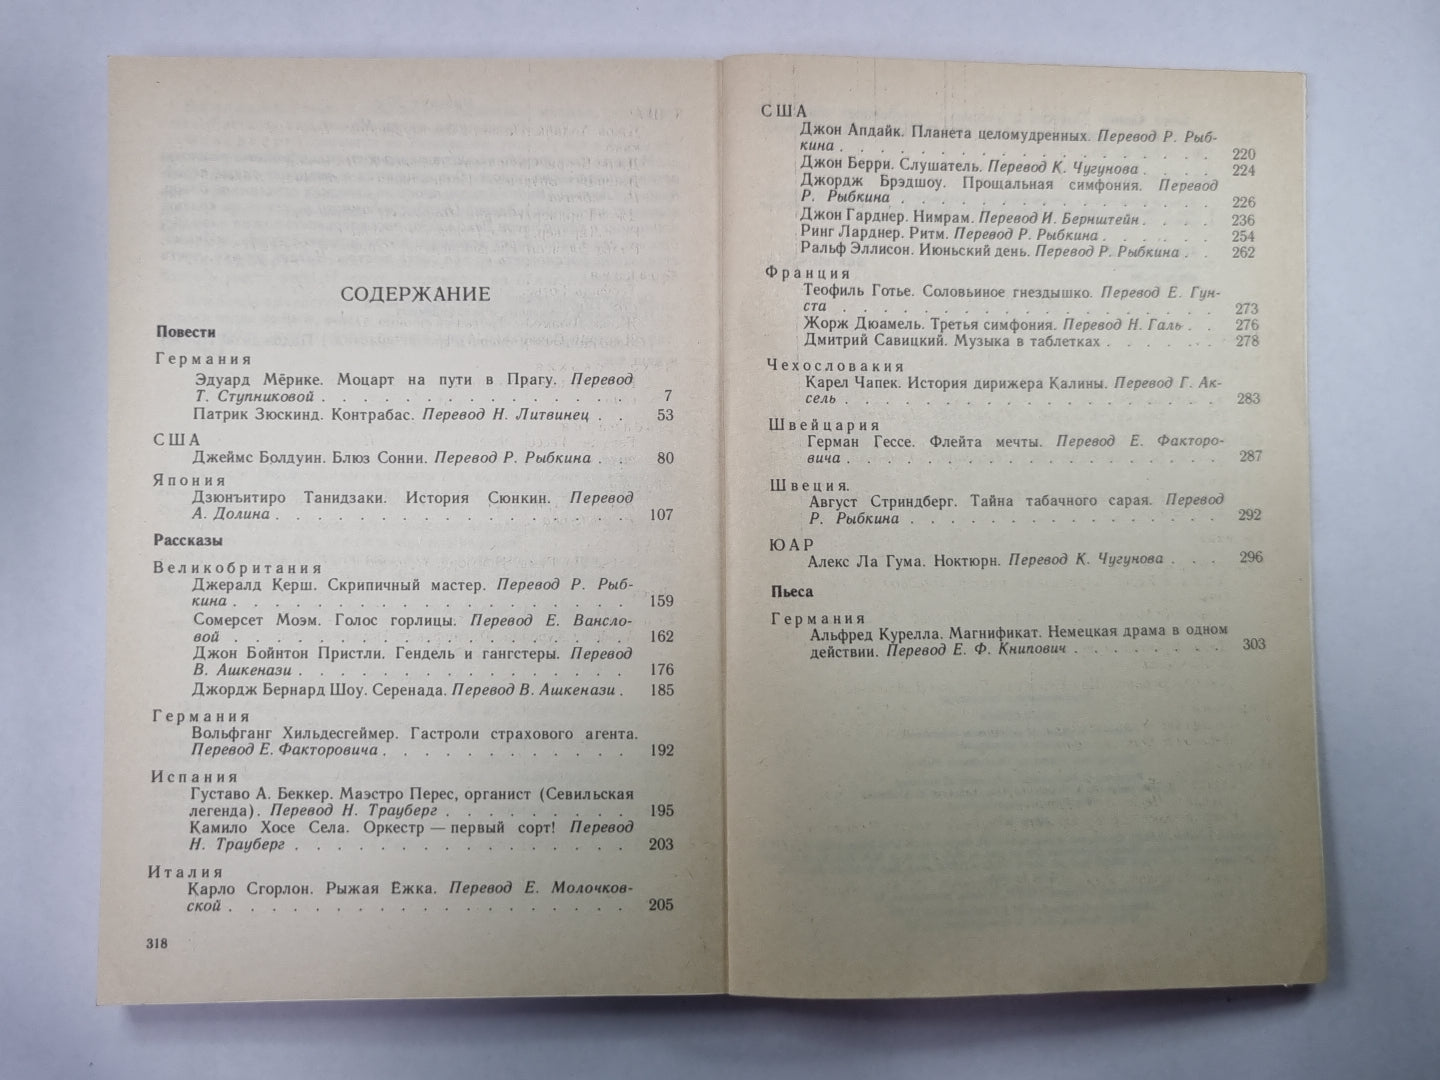 СОДЕРЖАНИЕ
Повести
Германия
Эдуард Мёрике. Моцарт на пути в Прагу. Перевод
Т. Ступниковой . . . . . . . . . . . . . . . 7
Патрик Зюскинд. Контрабас. Перевод Н. Литвинец . . 53
США
Джеймс Болдуин. Блюз Сонни. Перевод Р. Рыбкина . . 80
Япония
Дзюнъитиро Танидзаки. История Сюнкин. Перевод
А. Долина . . . . . . . . . . . . . . . . . 107
Рассказы
Великобритания
Джералд Керш. Скрипичный мастер. Перевод Р. Рыб-
кина . . . . . . . . . . . . . . . . . . . 159
Сомерсет Моэм. Голос горлицы. Перевод Е. Вансло-
вой . . . . . . . . . . . . . . . . . . . 162
Джон Бойнтон Пристли. Гендель и гангстеры. Перевод
В. Ашкенази . . . . . . . . . . . . . . . . 176
Джордж Бернард Шоу. Серенада. Перевод В. Ашкенази . 185
Германия
Вольфганг Хильдесгеймер. Гастроли страхового агента.
Перевод Е. Факторовича . . . . . . . . . . . . 192
Испания
Густаво А. Беккер. Маэстро Перес, органист (Севильская
легенда). Перевод Н. Трауберг . . . . . . . . . 195
Камило Хосе Села. Оркестр — первый сорт! Перевод
Н. Трауберг . . . . . . . . . . . . . . . . 203
Италия
Карло Сгорлон. Рыжая Ёжка. Перевод Е. Молочков-
ской . . . . . . . . . . . . . . . . . . . 205
318
США
Джон Апдайк. Планета целомудренных. Перевод Р. Рыб-
кина . . . . . . . . . . . . . . . . . . . 220
Джон Берри. Слушатель. Перевод К. Чугунова . . . . 224
Джордж Брэдшоу. Прощальная симфония. Перевод
Р. Рыбкина . . . . . . . . . . . . . . . . 226
Джон Гарднер. Нимрам. Перевод И. Бернштейн . . . . 236
Ринг Ларднер. Ритм. Перевод Р. Рыбкина . . . . . . 254
Ральф Эллисон. Июньский день. Перевод Р. Рыбкина . . 262
Франция
Теофиль Готье. Соловьиное гнездышко. Перевод Е. Гун-
ста . . . . . . . . . . . . . . . . . . . 273
Жорж Дюамель. Третья симфония. Перевод Н. Галь . . 276
Дмитрий Савицкий. Музыка в таблетках . . . . . . 278
Чехословакия
Карел Чапек. История дирижера Калины. Перевод Г. Ак-
сель . . . . . . . . . . . . . . . . . . . 283
Швейцария
Герман Гессе. Флейта мечты. Перевод Е. Факторо-
вича . . . . . . . . . . . . . . . . . . . 287
Швеция.
Август Стриндберг. Тайна табачного сарая. Перевод
Р. Рыбкина . . . . . . . . . . . . . . . . 292
ЮАР
Алекс Ла Гума. Ноктюрн. Перевод К. Чугунова . . . 296
Пьеса
Германия
Альфред Курелла. Магнификат. Немецкая драма в одном
действии. Перевод Е. Ф. Книпович . . . . . . . . 303